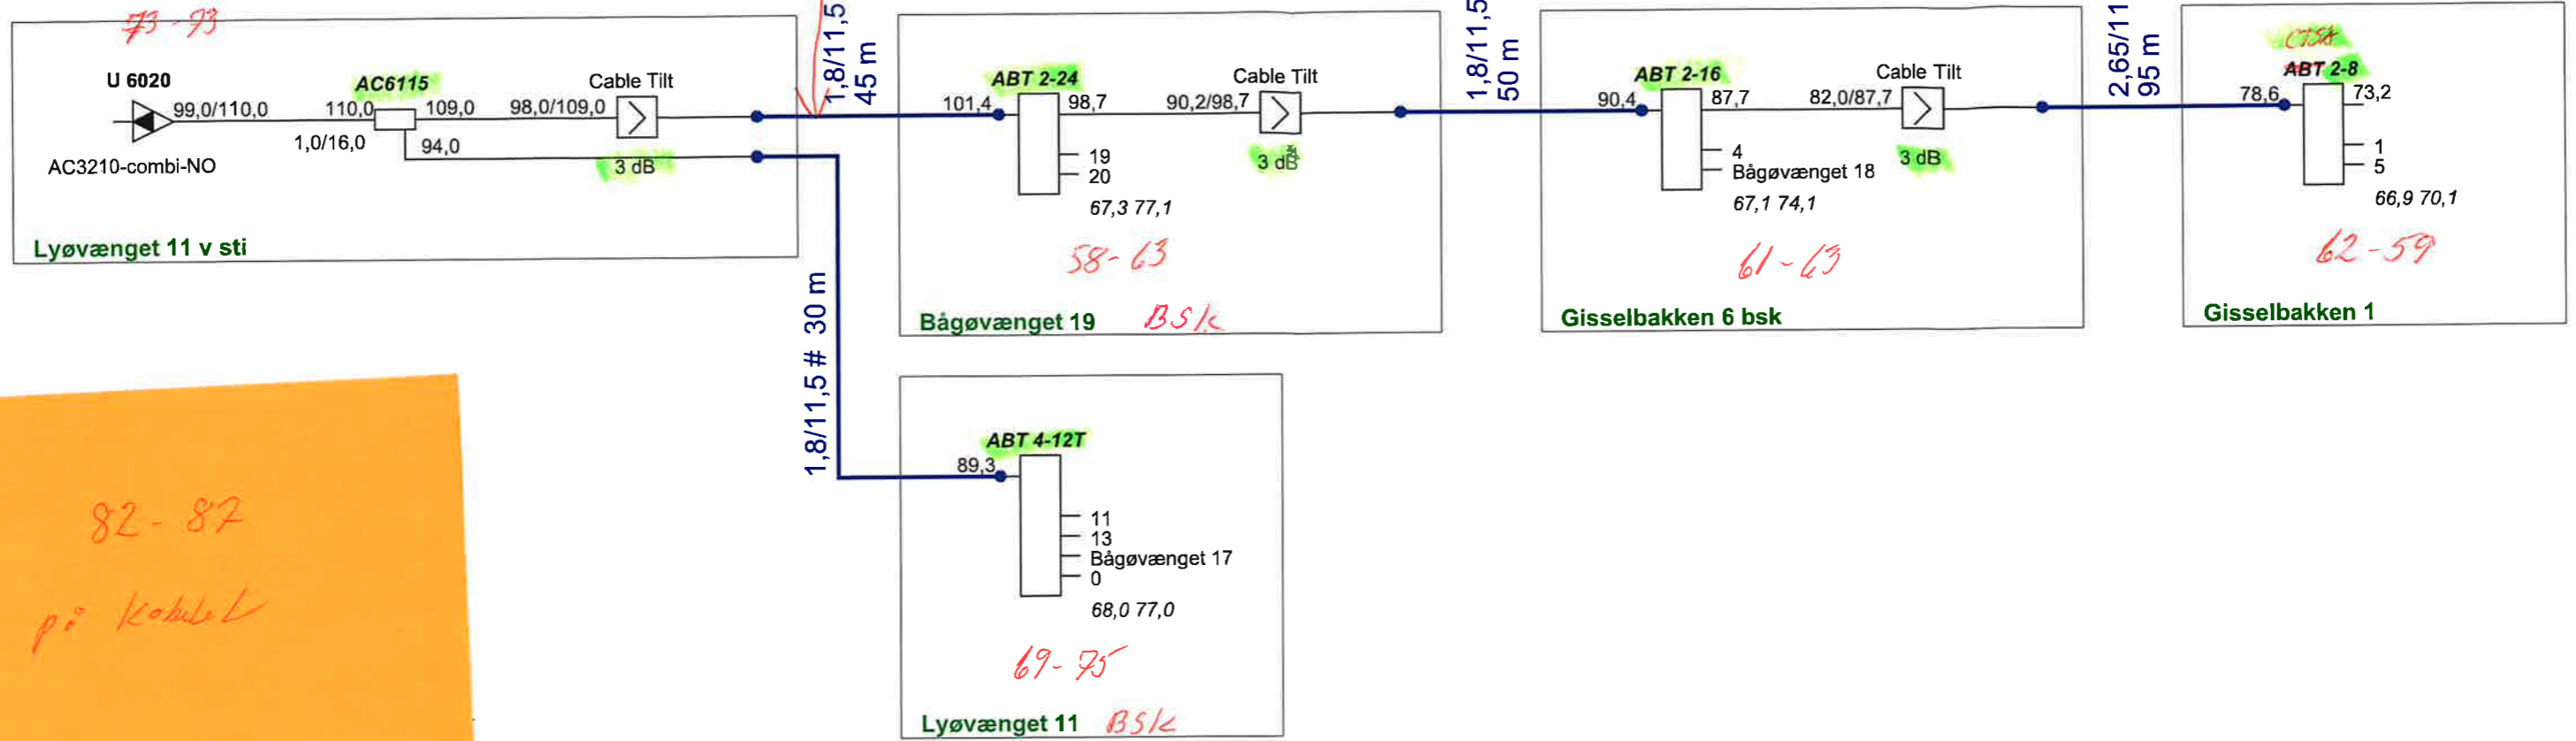 73-73
U 6020
99,0/110,0
AC3210-combi-NO
AC6115
110,0
109,0
1,0/16,0
94,0
98,0/109,0
Cable Tilt
3 dB
Lyøvænget 11 v sti
1,8/11,5
45 m
101,4
ABT 2-24
98,7
19
20
67,3 77,1
90,2/98,7
Cable Tilt
3 dB
58-63
Bågøvænget 19 BSK
1,8/11,5
50 m
90,4
ABT 2-16
87,7
4
Bågøvænget 18
67,1 74,1
82,0/87,7
Cable Tilt
3 dB
61-63
Gisselbakken 6 bsk
2,65/11
95 m
78,6
ABT 2-8
73,2
1
5
66,9 70,1
62-59
Gisselbakken 1
1,8/11,5 # 30 m
89,3
ABT 4-12T
11
13
Bågøvænget 17
0
68,0 77,0
69-75
Lyøvænget 11 BSK
82-87
på kablet